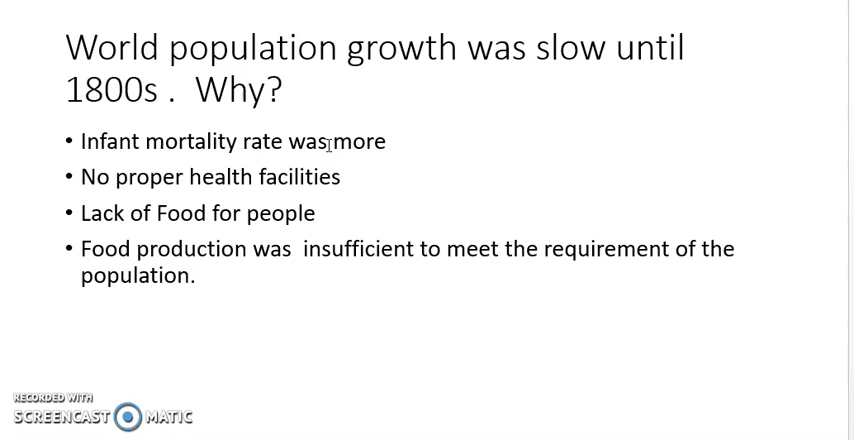 World population growth was slow until
1800s .  Why?
• Infant mortality rate was more
• No proper health facilities
• Lack of Food for people
• Food production was  insufficient to meet the requirement of the
population.
RECORDED WITH
SCREENCAST MATIC